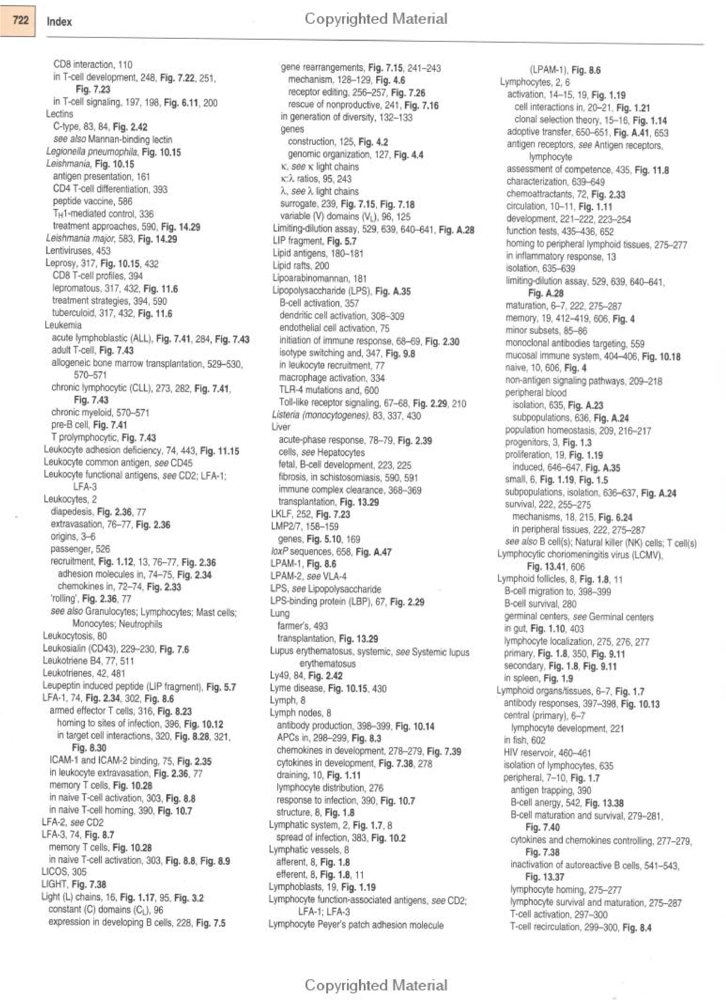 722
Index
Copyrighted Material
CD8 interaction, 110
in T-cell development, 248, Fig. 7.22, 251,
Fig. 7.23
in T-cell signaling, 197, 198, Fig. 6.11, 200
Lectins
C-type, 83, 84, Fig. 2.42
see also Mannan-binding lectin
Legionella pneumophila, Fig. 10.15
Leishmania, Fig. 10.15
antigen presentation, 161
CD4 T-cell differentiation, 393
peptide vaccine, 586
TH1-mediated control, 336
treatment approaches, 590, Fig. 14.29
Leishmania major, 583, Fig. 14.29
Lentiviruses, 453
Leprosy, 317, Fig. 10.15, 432
CD8 T-cell profiles, 394
lepromatous, 317, 432, Fig. 11.6
treatment strategies, 394, 590
tuberculoid, 317, 432, Fig. 11.6
Leukemia
acute lymphoblastic (ALL), Fig. 7.41, 284, Fig. 7.43
adult T-cell, Fig. 7.43
allogeneic bone marrow transplantation, 529–530,
570–571
chronic lymphocytic (CLL), 273, 282, Fig. 7.41,
Fig. 7.43
chronic myeloid, 570–571
pre-B cell, Fig. 7.41
T prolymphocytic, Fig. 7.43
Leukocyte adhesion deficiency, 74, 443, Fig. 11.15
Leukocyte common antigen, see CD45
Leukocyte functional antigens, see CD2; LFA-1;
LFA-3
Leukocytes, 2
diapedesis, Fig. 2.36, 77
extravasation, 76–77, Fig. 2.36
origins, 3–6
passenger, 526
recruitment, Fig. 1.12, 13, 76–77, Fig. 2.36
adhesion molecules in, 74–75, Fig. 2.34
chemokines in, 72–74, Fig. 2.33
'rolling', Fig. 2.36, 77
see also Granulocytes; Lymphocytes; Mast cells;
Monocytes; Neutrophils
Leukocytosis, 80
Leukosialin (CD43), 229–230, Fig. 7.6
Leukotriene B4, 77, 511
Leukotrienes, 42, 481
Leupeptin induced peptide (LIP fragment), Fig. 5.7
LFA-1, 74, Fig. 2.34, 302, Fig. 8.6
armed effector T cells, 316, Fig. 8.23
homing to sites of infection, 396, Fig. 10.12
in target cell interactions, 320, Fig. 8.28, 321,
Fig. 8.30
ICAM-1 and ICAM-2 binding, 75, Fig. 2.35
in leukocyte extravasation, Fig. 2.36, 77
memory T cells, Fig. 10.28
in naive T-cell activation, 303, Fig. 8.8
in naive T-cell homing, 390, Fig. 10.7
LFA-2, see CD2
LFA-3, 74, Fig. 8.7
memory T cells, Fig. 10.28
in naive T-cell activation, 303, Fig. 8.8, Fig. 8.9
LICOS, 305
LIGHT, Fig. 7.38
Light (L) chains, 16, Fig. 1.17, 95, Fig. 3.2
constant (C) domains (CL), 96
expression in developing B cells, 228, Fig. 7.5
gene rearrangements, Fig. 7.15, 241–243
mechanism, 128–129, Fig. 4.6
receptor editing, 256–257, Fig. 7.26
rescue of nonproductive, 241, Fig. 7.16
in generation of diversity, 132–133
genes
construction, 125, Fig. 4.2
genomic organization, 127, Fig. 4.4
κ, see κ light chains
κ:λ ratios, 95, 243
λ, see λ light chains
surrogate, 239, Fig. 7.15, Fig. 7.18
variable (V) domains (VL), 96, 125
Limiting-dilution assay, 529, 639, 640–641, Fig. A.28
LIP fragment, Fig. 5.7
Lipid antigens, 180–181
Lipid rafts, 200
Lipoarabinomannan, 181
Lipopolysaccharide (LPS), Fig. A.35
B-cell activation, 357
dendritic cell activation, 308–309
endothelial cell activation, 75
initiation of immune response, 68–69, Fig. 2.30
isotype switching and, 347, Fig. 9.8
in leukocyte recruitment, 77
macrophage activation, 334
TLR-4 mutations and, 600
Toll-like receptor signaling, 67–68, Fig. 2.29, 210
Listeria (monocytogenes), 83, 337, 430
Liver
acute-phase response, 78–79, Fig. 2.39
cells, see Hepatocytes
fetal, B-cell development, 223, 225
fibrosis, in schistosomiasis, 590, 591
immune complex clearance, 368–369
transplantation, Fig. 13.29
LKLF, 252, Fig. 7.23
LMP2/7, 158–159
genes, Fig. 5.10, 169
loxP sequences, 658, Fig. A.47
LPAM-1, Fig. 8.6
LPAM-2, see VLA-4
LPS, see Lipopolysaccharide
LPS-binding protein (LBP), 67, Fig. 2.29
Lung
farmer's, 493
transplantation, Fig. 13.29
Lupus erythematosus, systemic, see Systemic lupus
erythematosus
Ly49, 84, Fig. 2.42
Lyme disease, Fig. 10.15, 430
Lymph, 8
Lymph nodes, 8
antibody production, 398–399, Fig. 10.14
APCs in, 298–299, Fig. 8.3
chemokines in development, 278–279, Fig. 7.39
cytokines in development, Fig. 7.38, 278
draining, 10, Fig. 1.11
lymphocyte distribution, 276
response to infection, 390, Fig. 10.7
structure, 8, Fig. 1.8
Lymphatic system, 2, Fig. 1.7, 8
spread of infection, 383, Fig. 10.2
Lymphatic vessels, 8
afferent, 8, Fig. 1.8
efferent, 8, Fig. 1.8, 11
Lymphoblasts, 19, Fig. 1.19
Lymphocyte function-associated antigens, see CD2;
LFA-1; LFA-3
Lymphocyte Peyer's patch adhesion molecule
(LPAM-1), Fig. 8.6
Lymphocytes, 2, 6
activation, 14–15, 19, Fig. 1.19
cell interactions in, 20–21, Fig. 1.21
clonal selection theory, 15–16, Fig. 1.14
adoptive transfer, 650–651, Fig. A.41, 653
antigen receptors, see Antigen receptors,
lymphocyte
assessment of competence, 435, Fig. 11.8
characterization, 639–649
chemoattractants, 72, Fig. 2.33
circulation, 10–11, Fig. 1.11
development, 221–222, 223–254
function tests, 435–436, 652
homing to peripheral lymphoid tissues, 275–277
in inflammatory response, 13
isolation, 635–639
limiting-dilution assay, 529, 639, 640–641,
Fig. A.28
maturation, 6–7, 222, 275–287
memory, 19, 412–419, 606, Fig. 4
minor subsets, 85–86
monoclonal antibodies targeting, 559
mucosal immune system, 404–406, Fig. 10.18
naive, 10, 606, Fig. 4
non-antigen signaling pathways, 209–218
peripheral blood
isolation, 635, Fig. A.23
subpopulations, 636, Fig. A.24
population homeostasis, 209, 216–217
progenitors, 3, Fig. 1.3
proliferation, 19, Fig. 1.19
induced, 646–647, Fig. A.35
small, 6, Fig. 1.19, Fig. 1.5
subpopulations, isolation, 636–637, Fig. A.24
survival, 222, 255–275
mechanisms, 18, 215, Fig. 6.24
in peripheral tissues, 222, 275–287
see also B cell(s); Natural killer (NK) cells; T cell(s)
Lymphocytic choriomeningitis virus (LCMV),
Fig. 13.41, 606
Lymphoid follicles, 8, Fig. 1.8, 11
B-cell migration to, 398–399
B-cell survival, 280
germinal centers, see Germinal centers
in gut, Fig. 1.10, 403
lymphocyte localization, 275, 276, 277
primary, Fig. 1.8, 350, Fig. 9.11
secondary, Fig. 1.8, Fig. 9.11
in spleen, Fig. 1.9
Lymphoid organs/tissues, 6–7, Fig. 1.7
antibody responses, 397–398, Fig. 10.13
central (primary), 6–7
lymphocyte development, 221
in fish, 602
HIV reservoir, 460–461
isolation of lymphocytes, 635
peripheral, 7–10, Fig. 1.7
antigen trapping, 390
B-cell anergy, 542, Fig. 13.38
B-cell maturation and survival, 279–281,
Fig. 7.40
cytokines and chemokines controlling, 277–279,
Fig. 7.38
inactivation of autoreactive B cells, 541–543,
Fig. 13.37
lymphocyte homing, 275–277
lymphocyte survival and maturation, 275–287
T-cell activation, 297–300
T-cell recirculation, 299–300, Fig. 8.4
Copyrighted Material